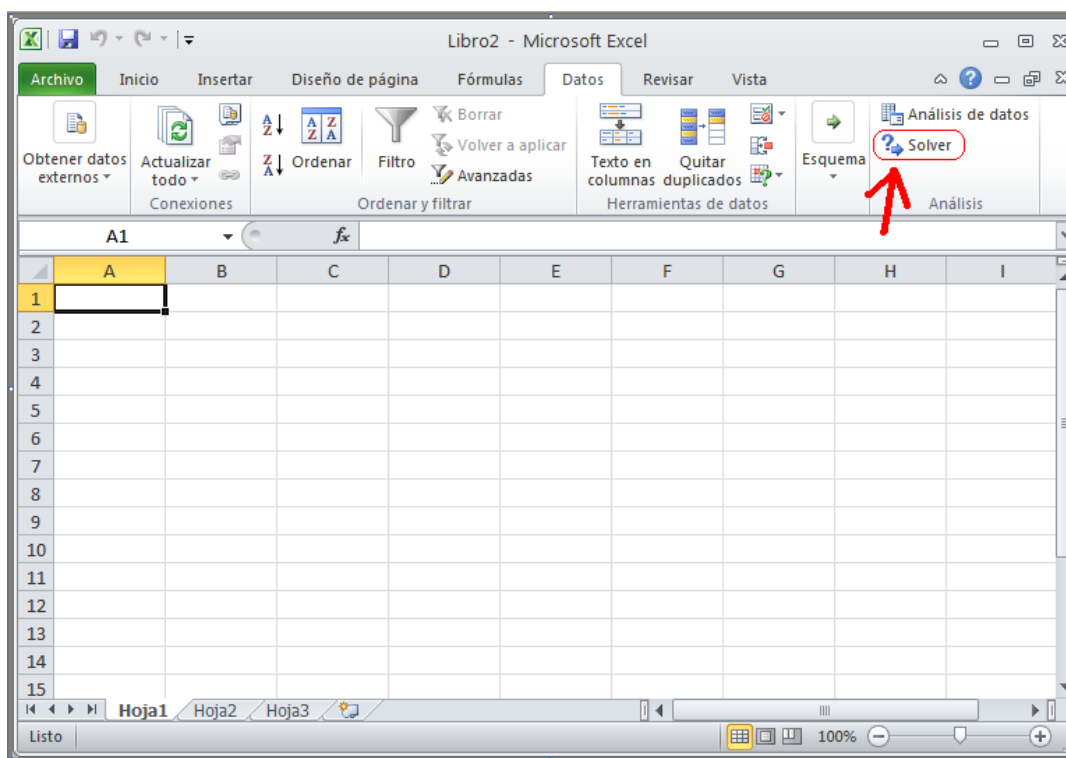 Libro2 - Microsoft Excel
Archivo Inicio Insertar Diseño de página Fórmulas Datos Revisar Vista
Obtener datos externos
Actualizar todo
Conexiones
Ordenar
Filtro
Borrar
Volver a aplicar
Avanzadas
Ordenar y filtrar
Texto en columnas
Quitar duplicados
Herramientas de datos
Esquema
Análisis de datos
Solver
Análisis
A1 fx
A B C D E F G H I
1
2
3
4
5
6
7
8
9
10
11
12
13
14
15
Hoja1 Hoja2 Hoja3
Listo 100%